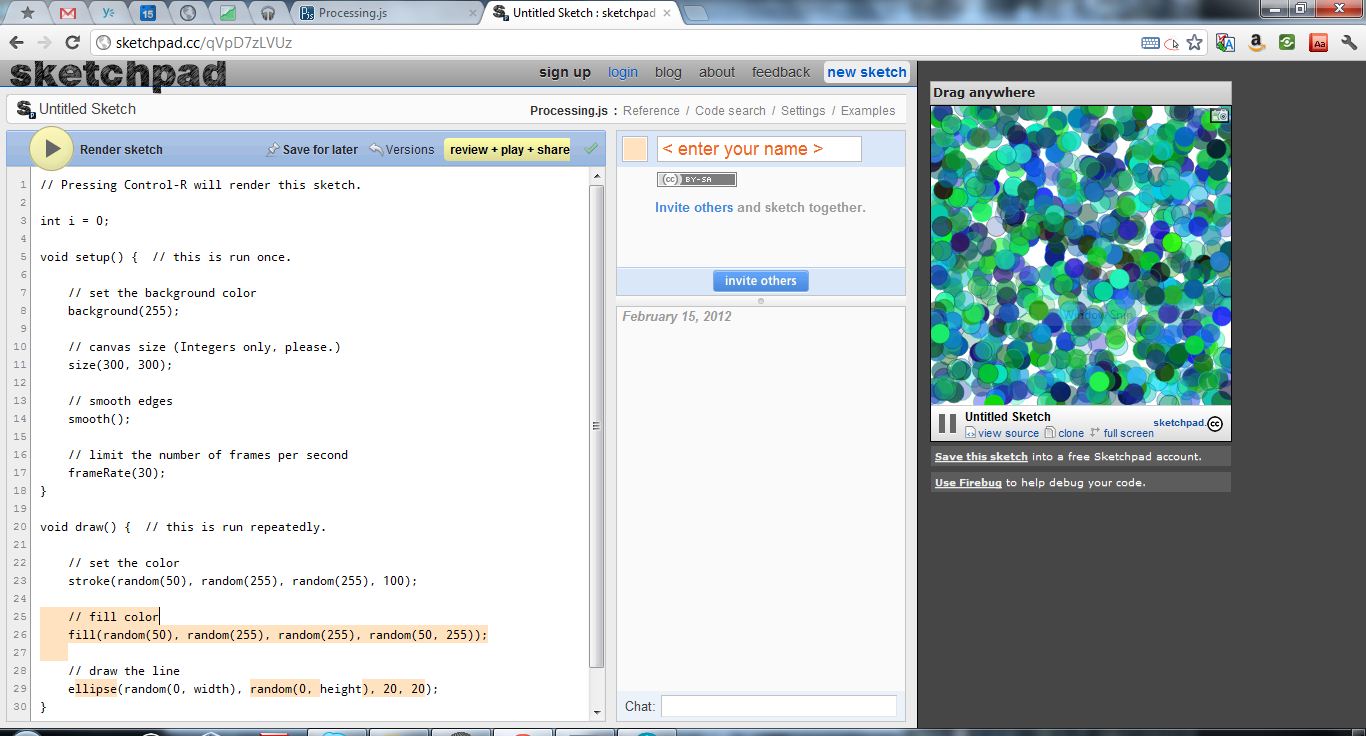 Processing.js
Untitled Sketch : sketchpad
15
sketchpad.cc/qVpD7zLVUz
sketchpad
sign up login blog about feedback new sketch
Untitled Sketch
Processing.js : Reference / Code search / Settings / Examples
Render sketch
Save for later
Versions
review + play + share
1 // Pressing Control-R will render this sketch.
2
3 int i = 0;
4
5 void setup() {  // this is run once.
6
7     // set the background color
8     background(255);
9
10     // canvas size (Integers only, please.)
11     size(300, 300);
12
13     // smooth edges
14     smooth();
15
16     // limit the number of frames per second
17     frameRate(30);
18 }
19
20 void draw() {  // this is run repeatedly.
21
22     // set the color
23     stroke(random(50), random(255), random(255), 100);
24
25     // fill color
26     fill(random(50), random(255), random(255), random(50, 255));
27
28     // draw the line
29     ellipse(random(0, width), random(0, height), 20, 20);
30 }
< enter your name >
cc BY-SA
Invite others and sketch together.
invite others
February 15, 2012
Chat:
Drag anywhere
Window Snip
Untitled Sketch
view source clone full screen
sketchpad. cc
Save this sketch into a free Sketchpad account.
Use Firebug to help debug your code.